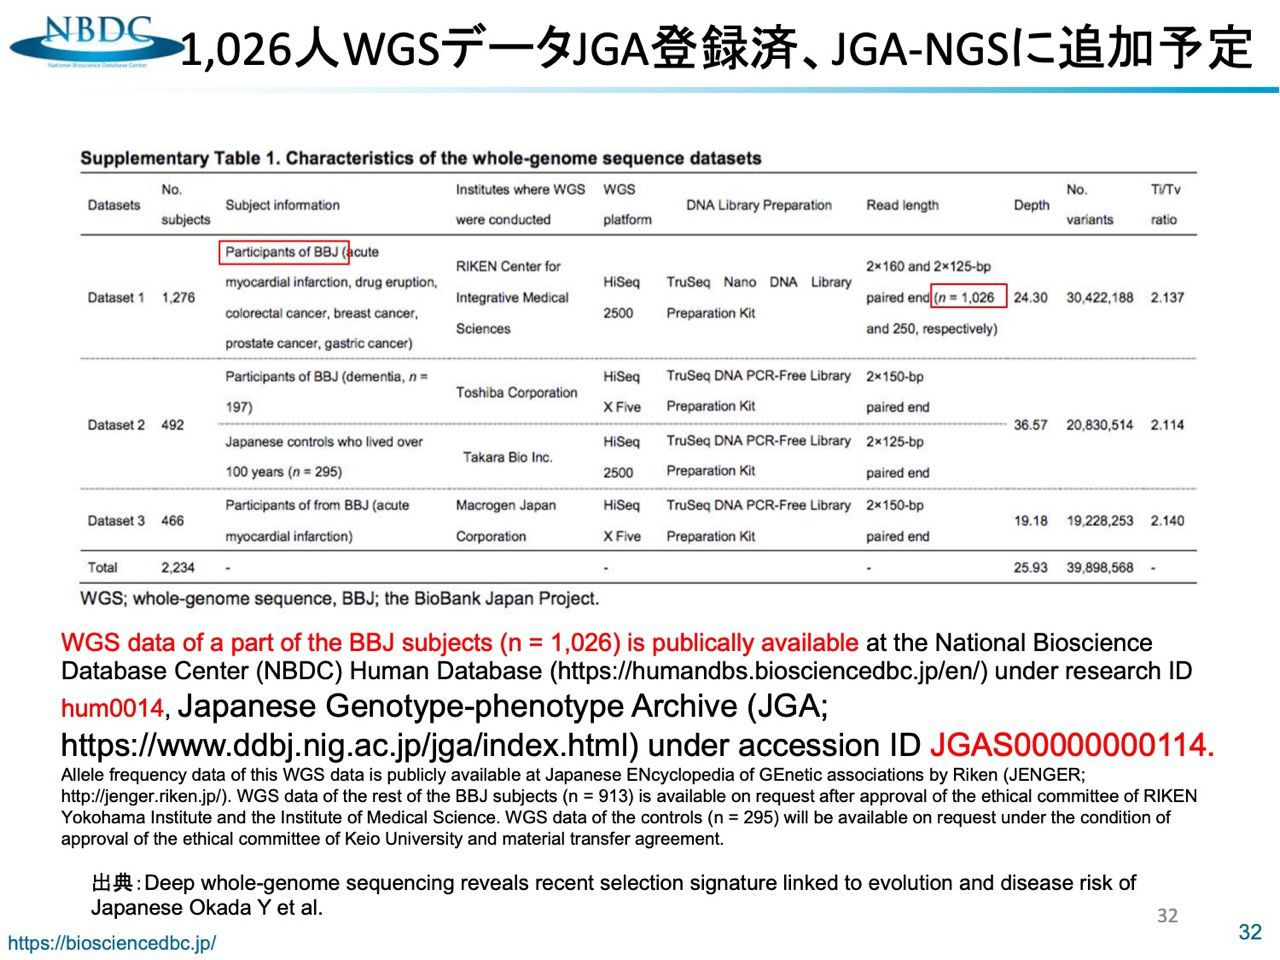 NBDC
National Bioscience Database Center
1,026人WGSデータJGA登録済、JGA-NGSに追加予定
Supplementary Table 1. Characteristics of the whole-genome sequence datasets
Datasets No. subjects Subject information Institutes where WGS were conducted WGS platform DNA Library Preparation Read length Depth No. variants Ti/Tv ratio
Dataset 1 1,276 Participants of BBJ (acute myocardial infarction, drug eruption, colorectal cancer, breast cancer, prostate cancer, gastric cancer) RIKEN Center for Integrative Medical Sciences HiSeq 2500 TruSeq Nano DNA Library Preparation Kit 2×160 and 2×125-bp paired end (n = 1,026 and 250, respectively) 24.30 30,422,188 2.137
Dataset 2 492 Participants of BBJ (dementia, n = 197) Toshiba Corporation HiSeq X Five TruSeq DNA PCR-Free Library Preparation Kit 2×150-bp paired end 36.57 20,830,514 2.114
Japanese controls who lived over 100 years (n = 295) Takara Bio Inc. HiSeq 2500 TruSeq DNA PCR-Free Library Preparation Kit 2×125-bp paired end
Dataset 3 466 Participants of from BBJ (acute myocardial infarction) Macrogen Japan Corporation HiSeq X Five TruSeq DNA PCR-Free Library Preparation Kit 2×150-bp paired end 19.18 19,228,253 2.140
Total 2,234 - - - 25.93 39,898,568 -
WGS; whole-genome sequence, BBJ; the BioBank Japan Project.
WGS data of a part of the BBJ subjects (n = 1,026) is publically available at the National Bioscience
Database Center (NBDC) Human Database (https://humandbs.biosciencedbc.jp/en/) under research ID
hum0014, Japanese Genotype-phenotype Archive (JGA;
https://www.ddbj.nig.ac.jp/jga/index.html) under accession ID JGAS00000000114.
Allele frequency data of this WGS data is publicly available at Japanese ENcyclopedia of GEnetic associations by Riken (JENGER;
http://jenger.riken.jp/). WGS data of the rest of the BBJ subjects (n = 913) is available on request after approval of the ethical committee of RIKEN
Yokohama Institute and the Institute of Medical Science. WGS data of the controls (n = 295) will be available on request under the condition of
approval of the ethical committee of Keio University and material transfer agreement.
出典：Deep whole-genome sequencing reveals recent selection signature linked to evolution and disease risk of
Japanese Okada Y et al.
32
32
https://biosciencedbc.jp/